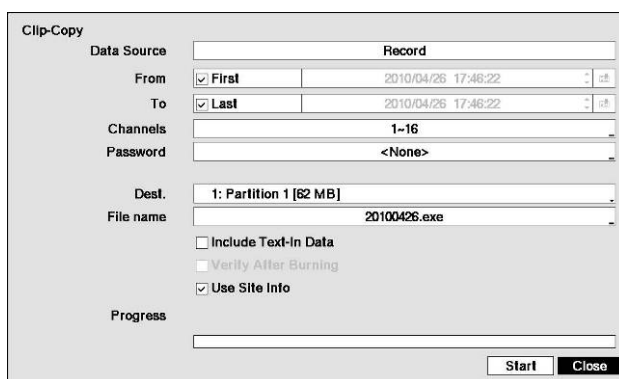 Clip-Copy
Data Source Record
From First 2010/04/26 17:46:22
To Last 2010/04/26 17:46:22
Channels 1~16
Password <None>
Dest. 1: Partition 1 [62 MB]
File name 20100426.exe
Include Text-In Data
Verify After Burning
Use Site Info
Progress
Start Close